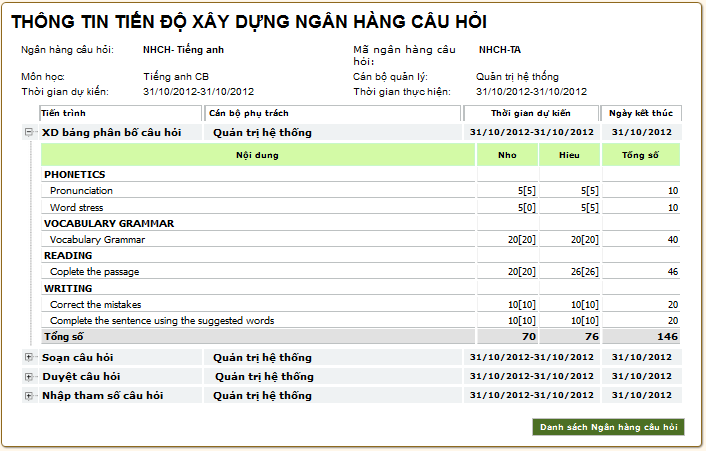 THÔNG TIN TIẾN ĐỘ XÂY DỰNG NGÂN HÀNG CÂU HỎI
Ngân hàng câu hỏi: NHCH- Tiếng anh Mã ngân hàng câu hỏi: NHCH-TA
Môn học: Tiếng anh CB Cán bộ quản lý: Quản trị hệ thống
Thời gian dự kiến: 31/10/2012-31/10/2012 Thời gian thực hiện: 31/10/2012-31/10/2012
Tiến trình Cán bộ phụ trách Thời gian dự kiến Ngày kết thúc
XD bảng phân bố câu hỏi Quản trị hệ thống 31/10/2012-31/10/2012 31/10/2012
Nội dung Nho Hieu Tổng số
PHONETICS
Pronunciation 5[5] 5[5] 10
Word stress 5[0] 5[5] 10
VOCABULARY GRAMMAR
Vocabulary Grammar 20[20] 20[20] 40
READING
Coplete the passage 20[20] 26[26] 46
WRITING
Correct the mistakes 10[10] 10[10] 20
Complete the sentence using the suggested words 10[10] 10[10] 20
Tổng số 70 76 146
Soạn câu hỏi Quản trị hệ thống 31/10/2012-31/10/2012 31/10/2012
Duyệt câu hỏi Quản trị hệ thống 31/10/2012-31/10/2012 31/10/2012
Nhập tham số câu hỏi Quản trị hệ thống 31/10/2012-31/10/2012 31/10/2012
Danh sách Ngân hàng câu hỏi